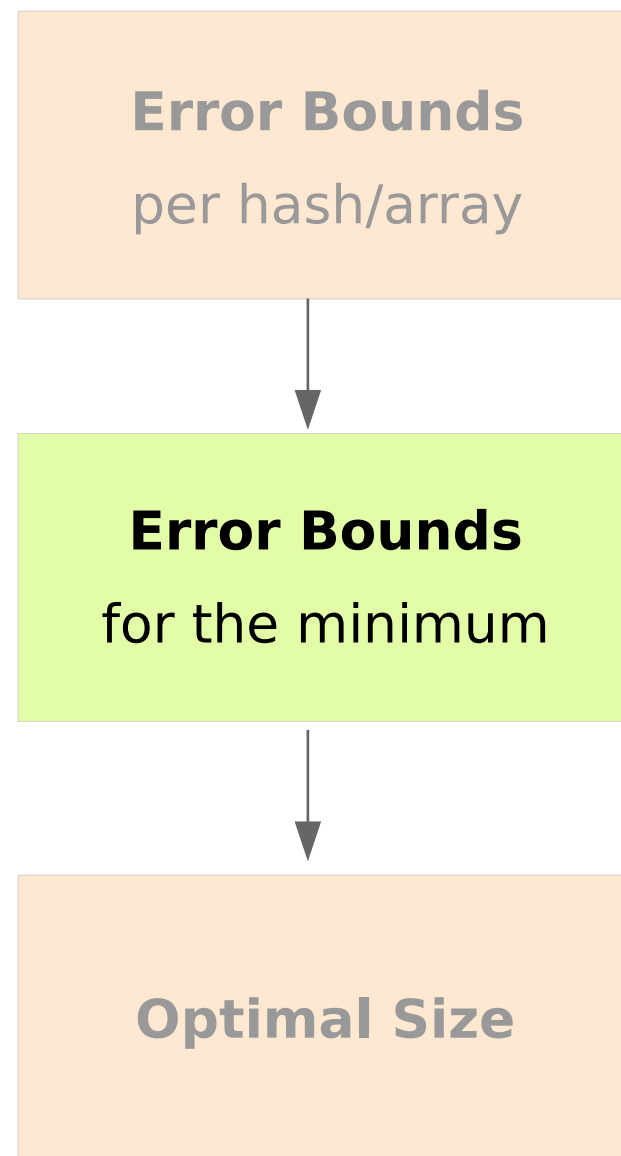 Error Bounds
per hash/array
Error Bounds
for the minimum
Optimal Size